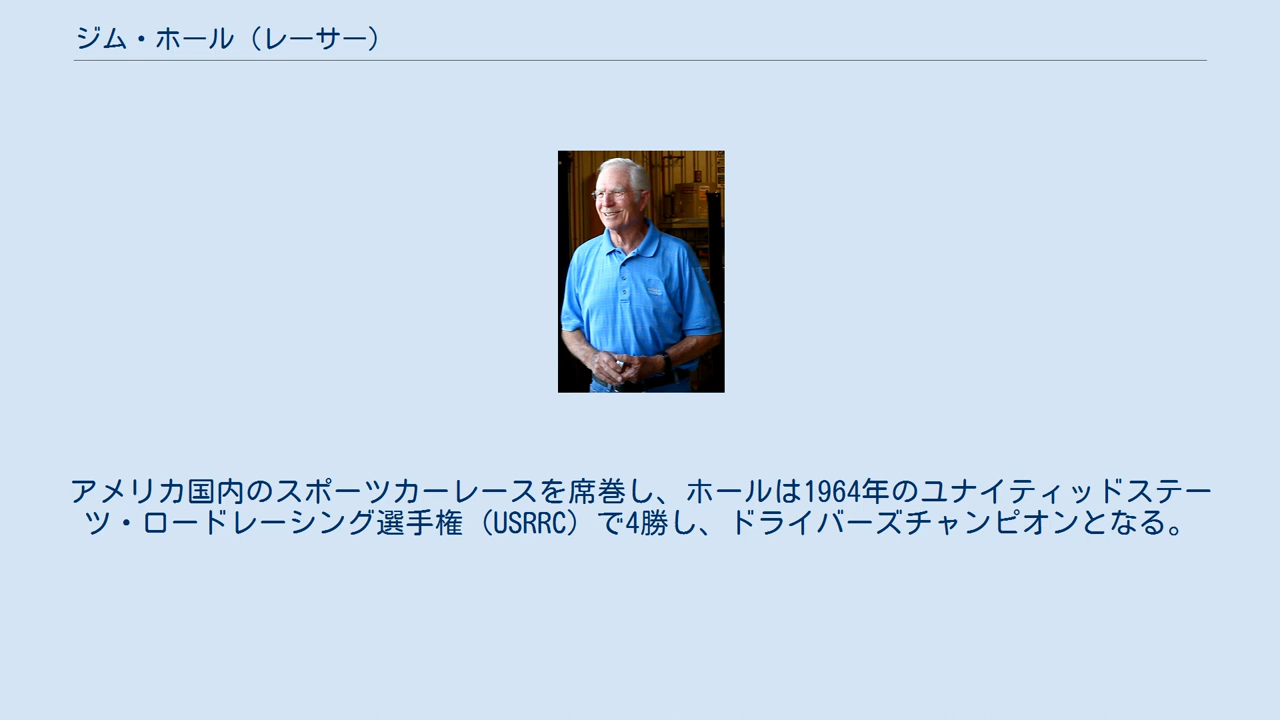 ジム・ホール（レーサー）
アメリカ国内のスポーツカーレースを席巻し、ホールは1964年のユナイティッドステー
ツ・ロードレーシング選手権（USRRC）で4勝し、ドライバーズチャンピオンとなる。